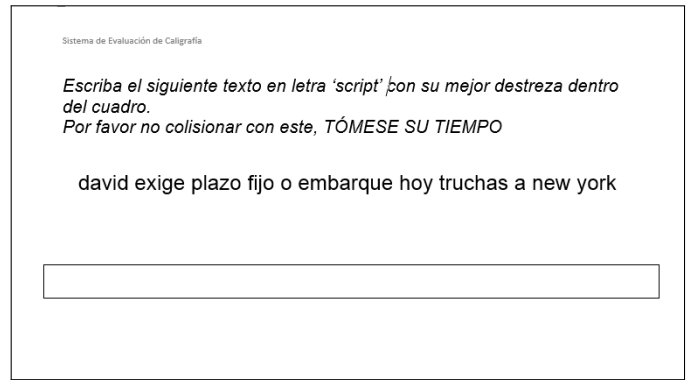 Sistema de Evaluación de Caligrafía
Escriba el siguiente texto en letra ‘script’ con su mejor destreza dentro
del cuadro.
Por favor no colisionar con este, TÓMESE SU TIEMPO
david exige plazo fijo o embarque hoy truchas a new york